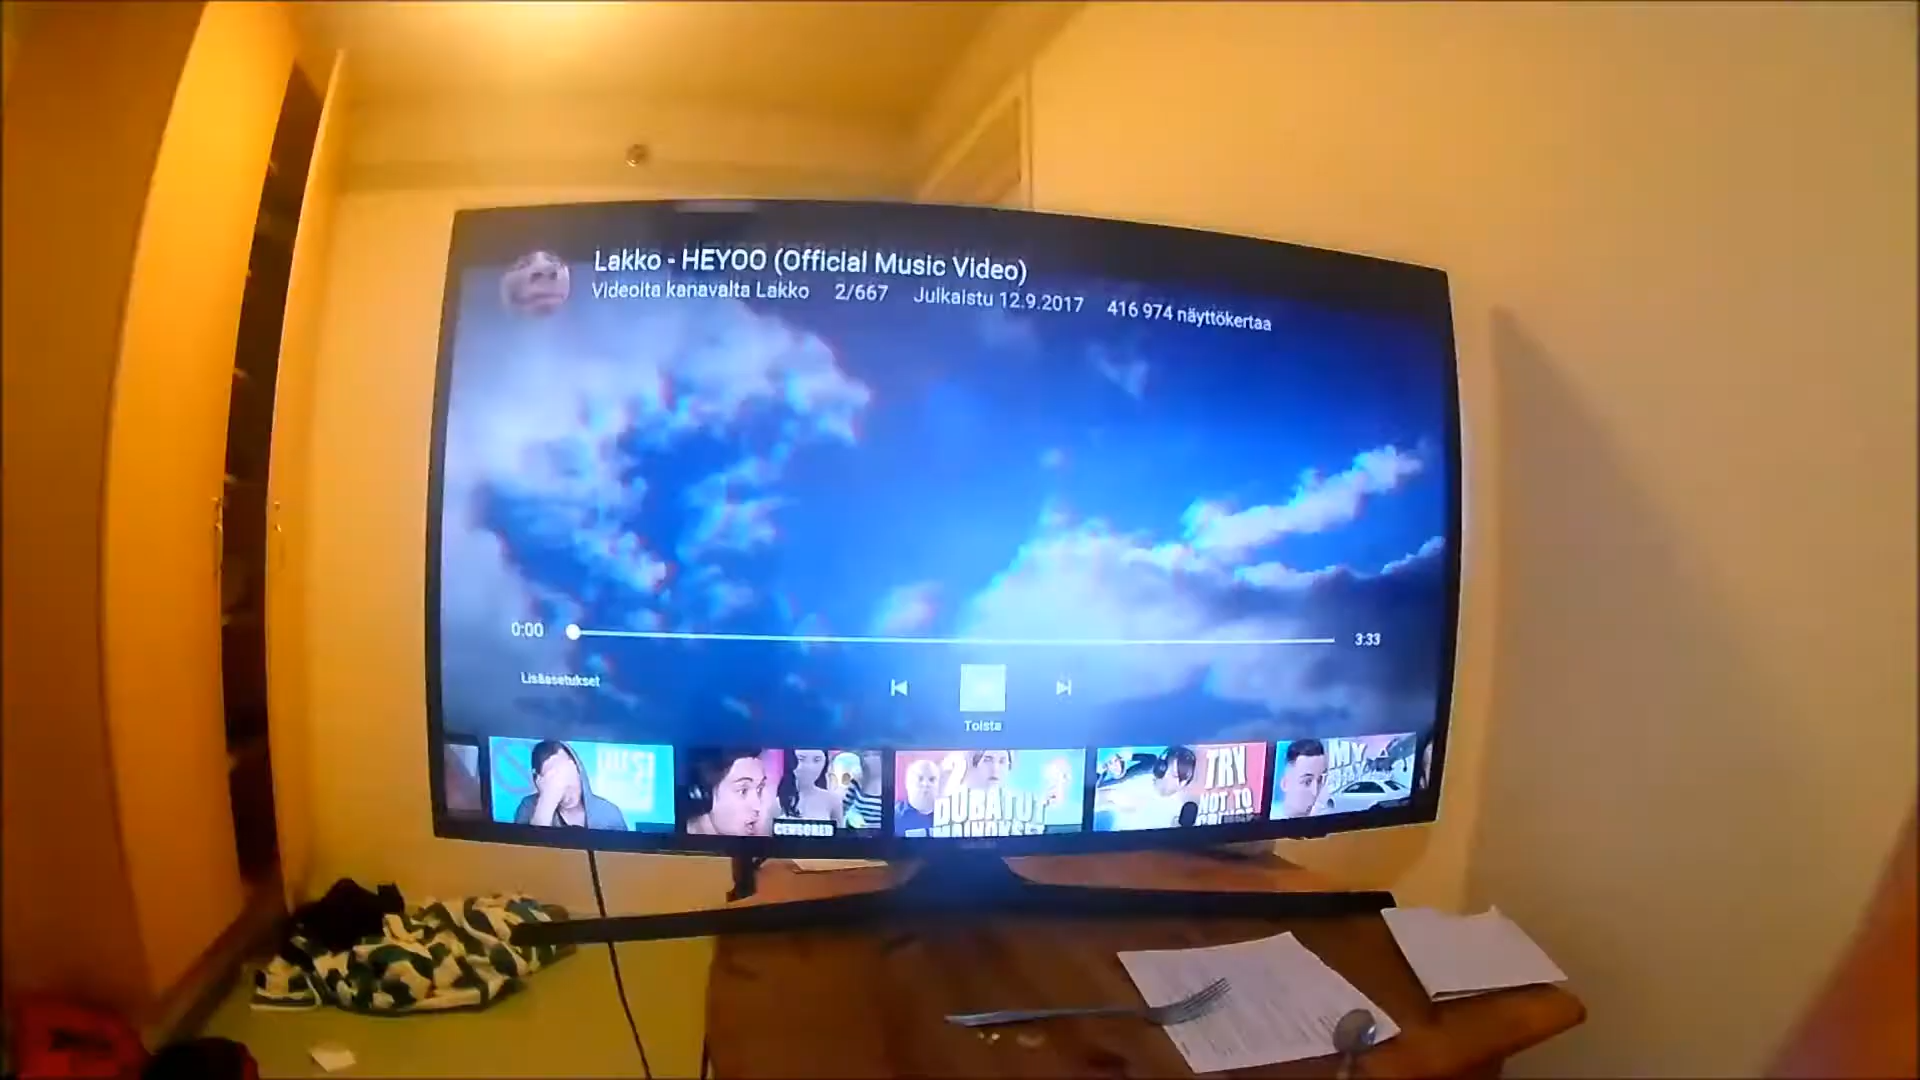 Lakko - HEYOO (Official Music Video)
Videoita kanavalta Lakko 2/667 Julkaistu 12.9.2017 416 974 näyttökertaa
0:00 3:33
Lisäasetukset
Toista
CENSORED
2
DUBATUT
MAINOKSET
TRY
NOT TO
MY